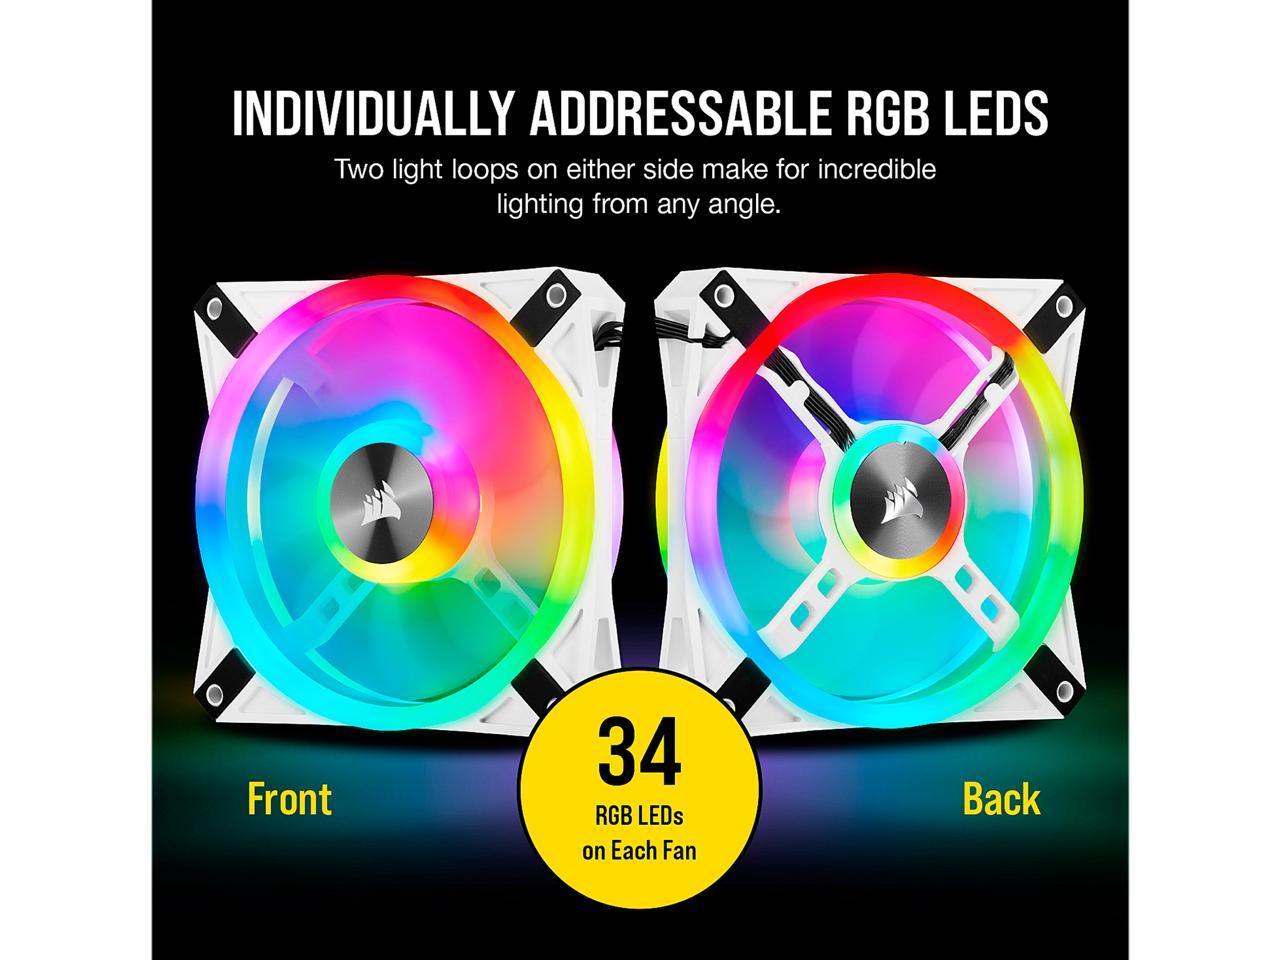 INDIVIDUALLY ADDRESSABLE RGB LEDS
Two light loops on either side make for incredible
lighting from any angle.
Front
34
RGB LEDs
on Each Fan
Back